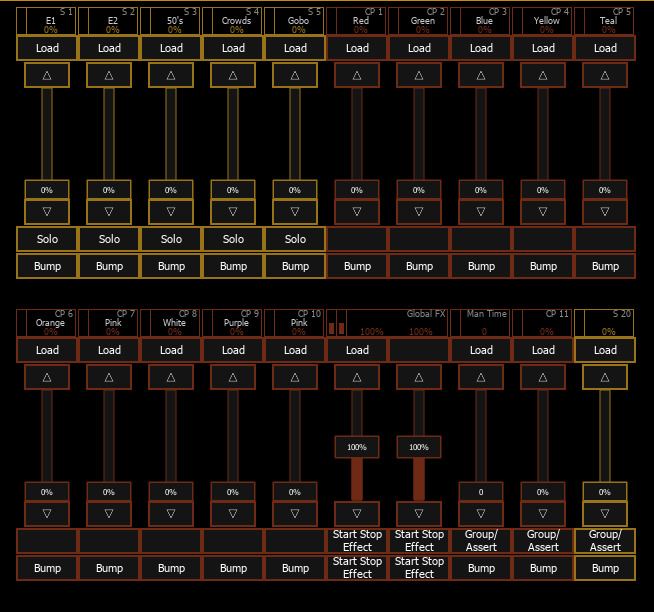 S 1 S 2 S 3 S 4 S 5 CP 1 CP 2 CP 3 CP 4 CP 5
E1 E2 50's Crowds Gobo Red Green Blue Yellow Teal
0% 0% 0% 0% 0% 0% 0% 0% 0% 0%
Load Load Load Load Load Load Load Load Load Load
0% 0% 0% 0% 0% 0% 0% 0% 0% 0%
Solo Solo Solo Solo Solo
Bump Bump Bump Bump Bump Bump Bump Bump Bump Bump
CP 6 CP 7 CP 8 CP 9 CP 10 Global FX Man Time CP 11 S 20
Orange Pink White Purple Pink
0% 0% 0% 0% 0% 100% 100% 0 0% 0%
Load Load Load Load Load Load Load Load Load
100% 100%
0% 0% 0% 0% 0% 0 0% 0%
Start Stop Start Stop Group/ Group/ Group/
Effect Effect Assert Assert Assert
Bump Bump Bump Bump Bump Start Stop Start Stop Bump Bump Bump
Effect Effect